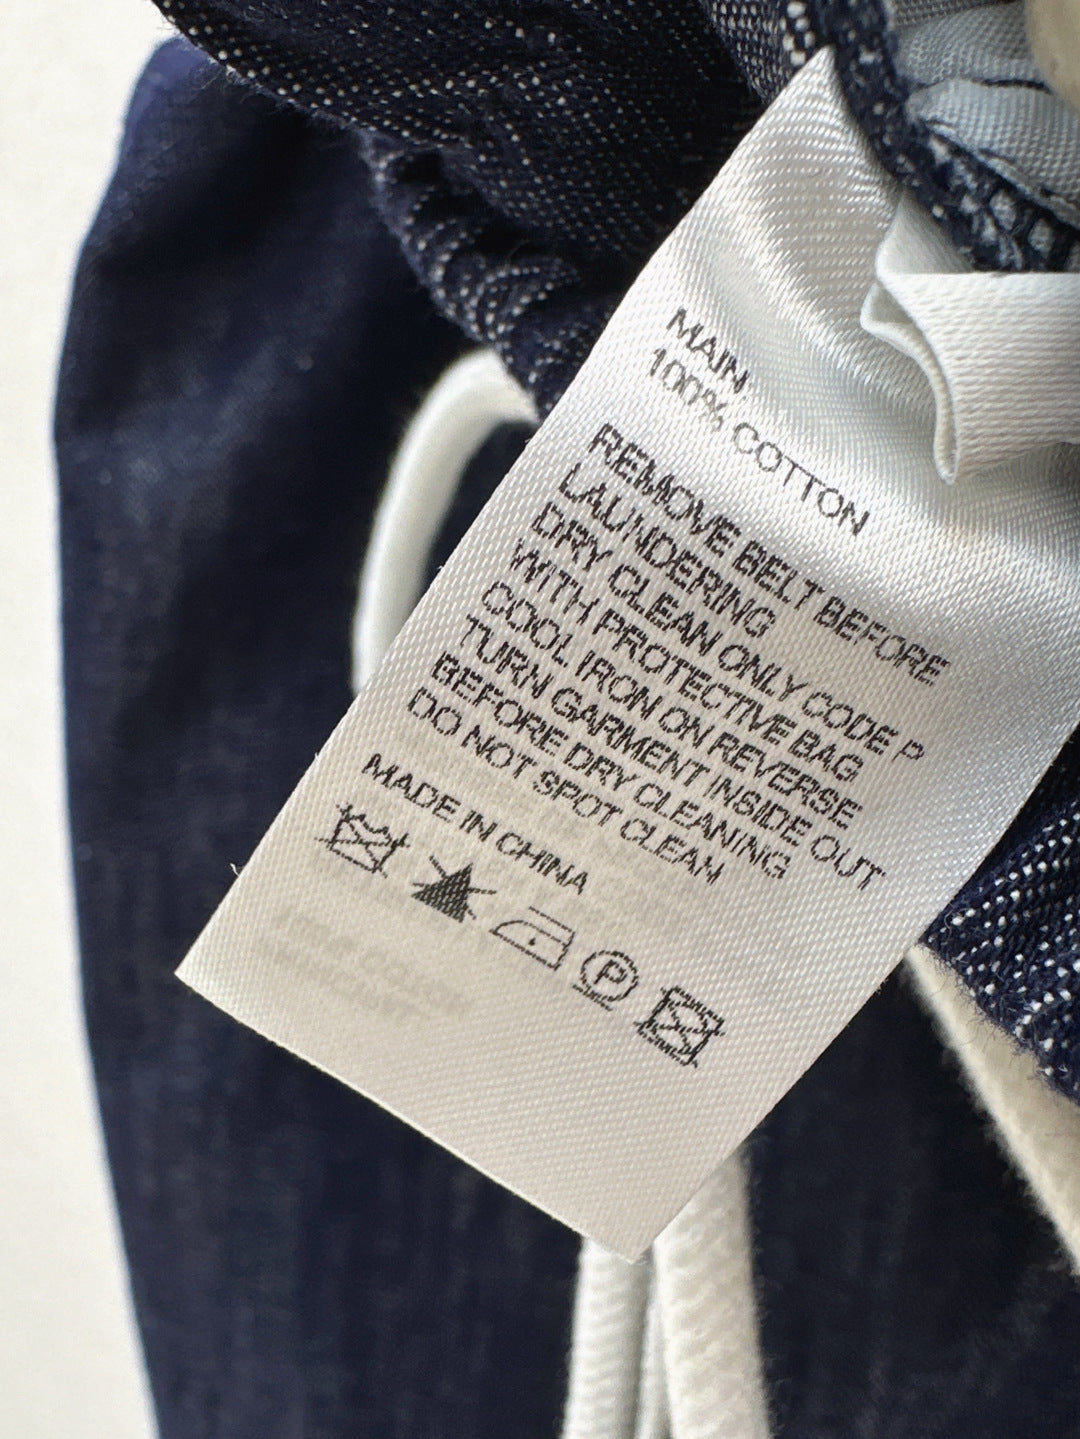 MAIN
100% COTTON
REMOVE BELT BEFORE
LAUNDERING
DRY CLEAN ONLY CODE P
WITH PROTECTIVE BAG
COOL IRON ON REVERSE
TURN GARMENT INSIDE OUT
BEFORE DRY CLEANING
DO NOT SPOT CLEAN
MADE IN CHINA
P